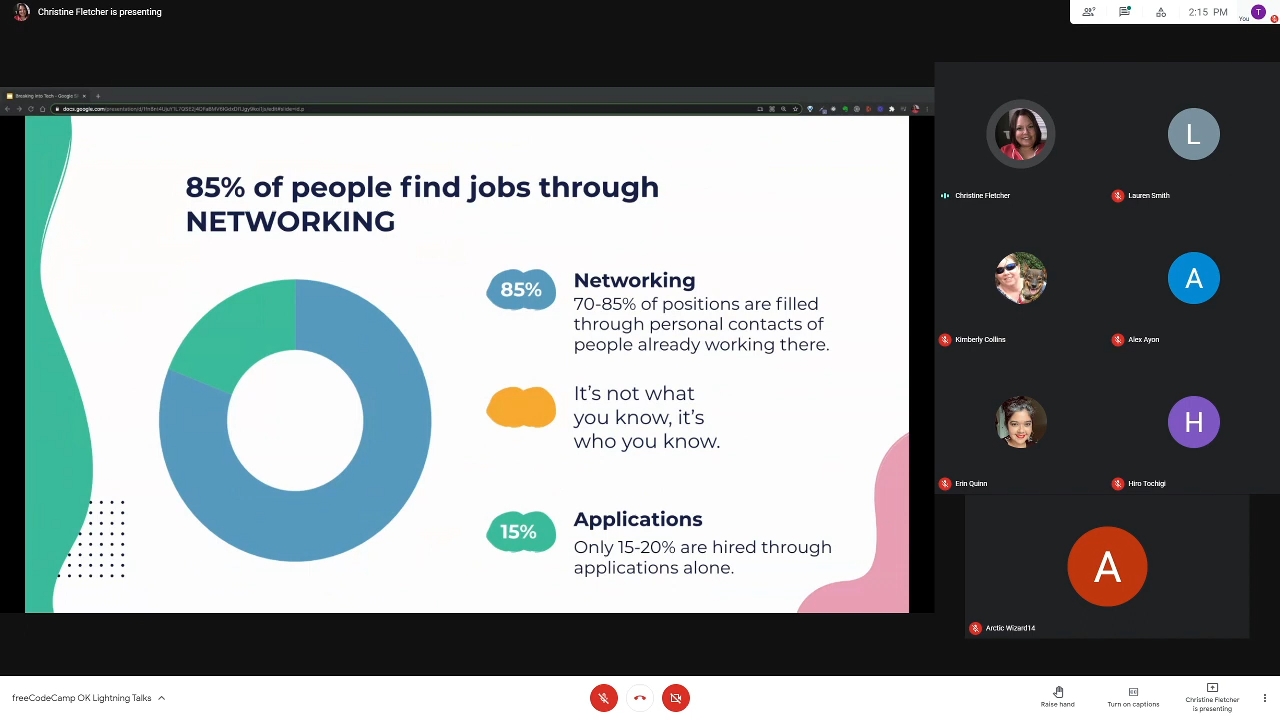 Christine Fletcher is presenting
2:15 PM
You
T
85% of people find jobs through
NETWORKING
85%
Networking
70-85% of positions are filled
through personal contacts of
people already working there.
It's not what
you know, it's
who you know.
15%
Applications
Only 15-20% are hired through
applications alone.
Christine Fletcher
L
Lauren Smith
Kimberly Collins
A
Alex Ayon
Erin Quinn
H
Hiro Tochigi
A
Arctic Wizard14
freeCodeCamp OK Lightning Talks
Raise hand
Turn on captions
Christine Fletcher
is presenting